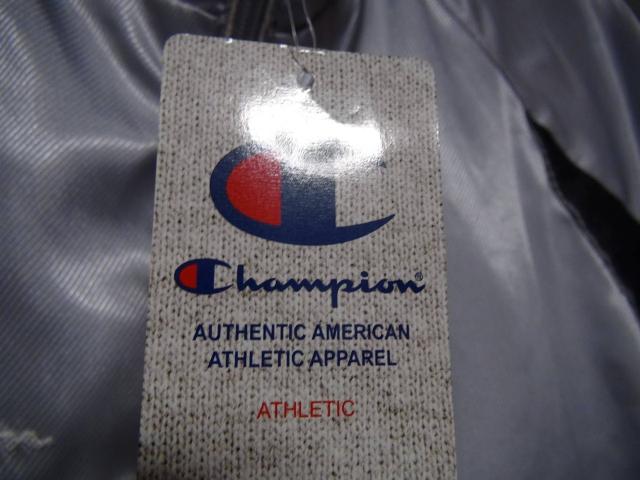 Champion®
AUTHENTIC AMERICAN
ATHLETIC APPAREL
ATHLETIC